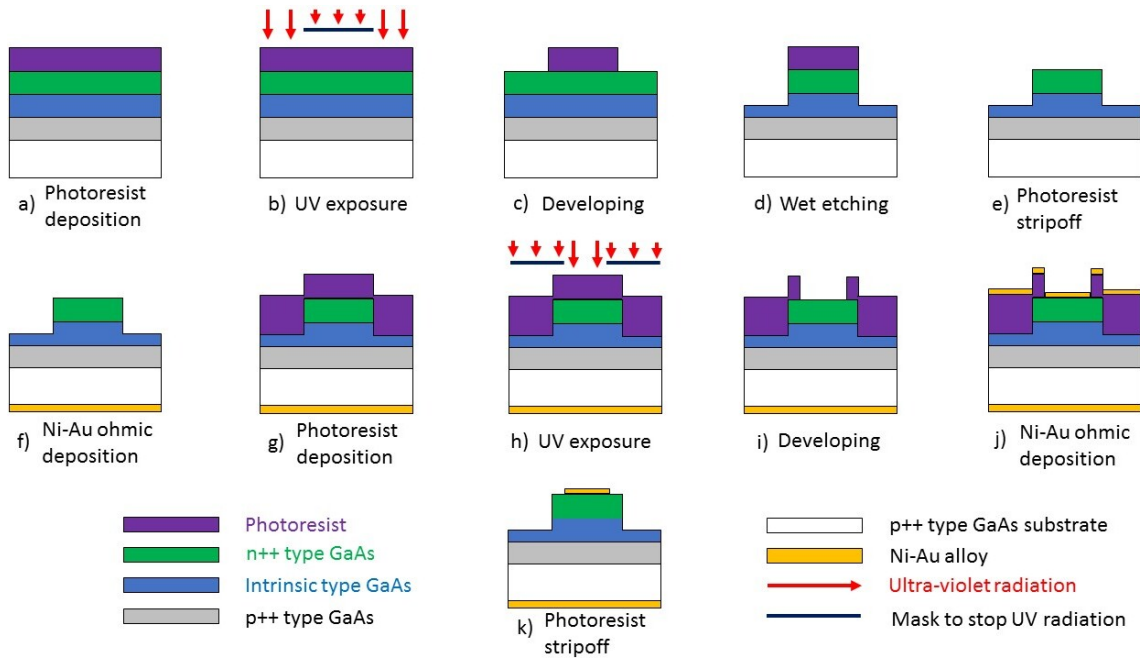 a) Photoresist
deposition
b) UV exposure
c) Developing
d) Wet etching
e) Photoresist
stripoff
f) Ni-Au ohmic
deposition
g) Photoresist
deposition
h) UV exposure
i) Developing
j) Ni-Au ohmic
deposition
k) Photoresist
stripoff
Photoresist
n++ type GaAs
Intrinsic type GaAs
p++ type GaAs
p++ type GaAs substrate
Ni-Au alloy
Ultra-violet radiation
Mask to stop UV radiation